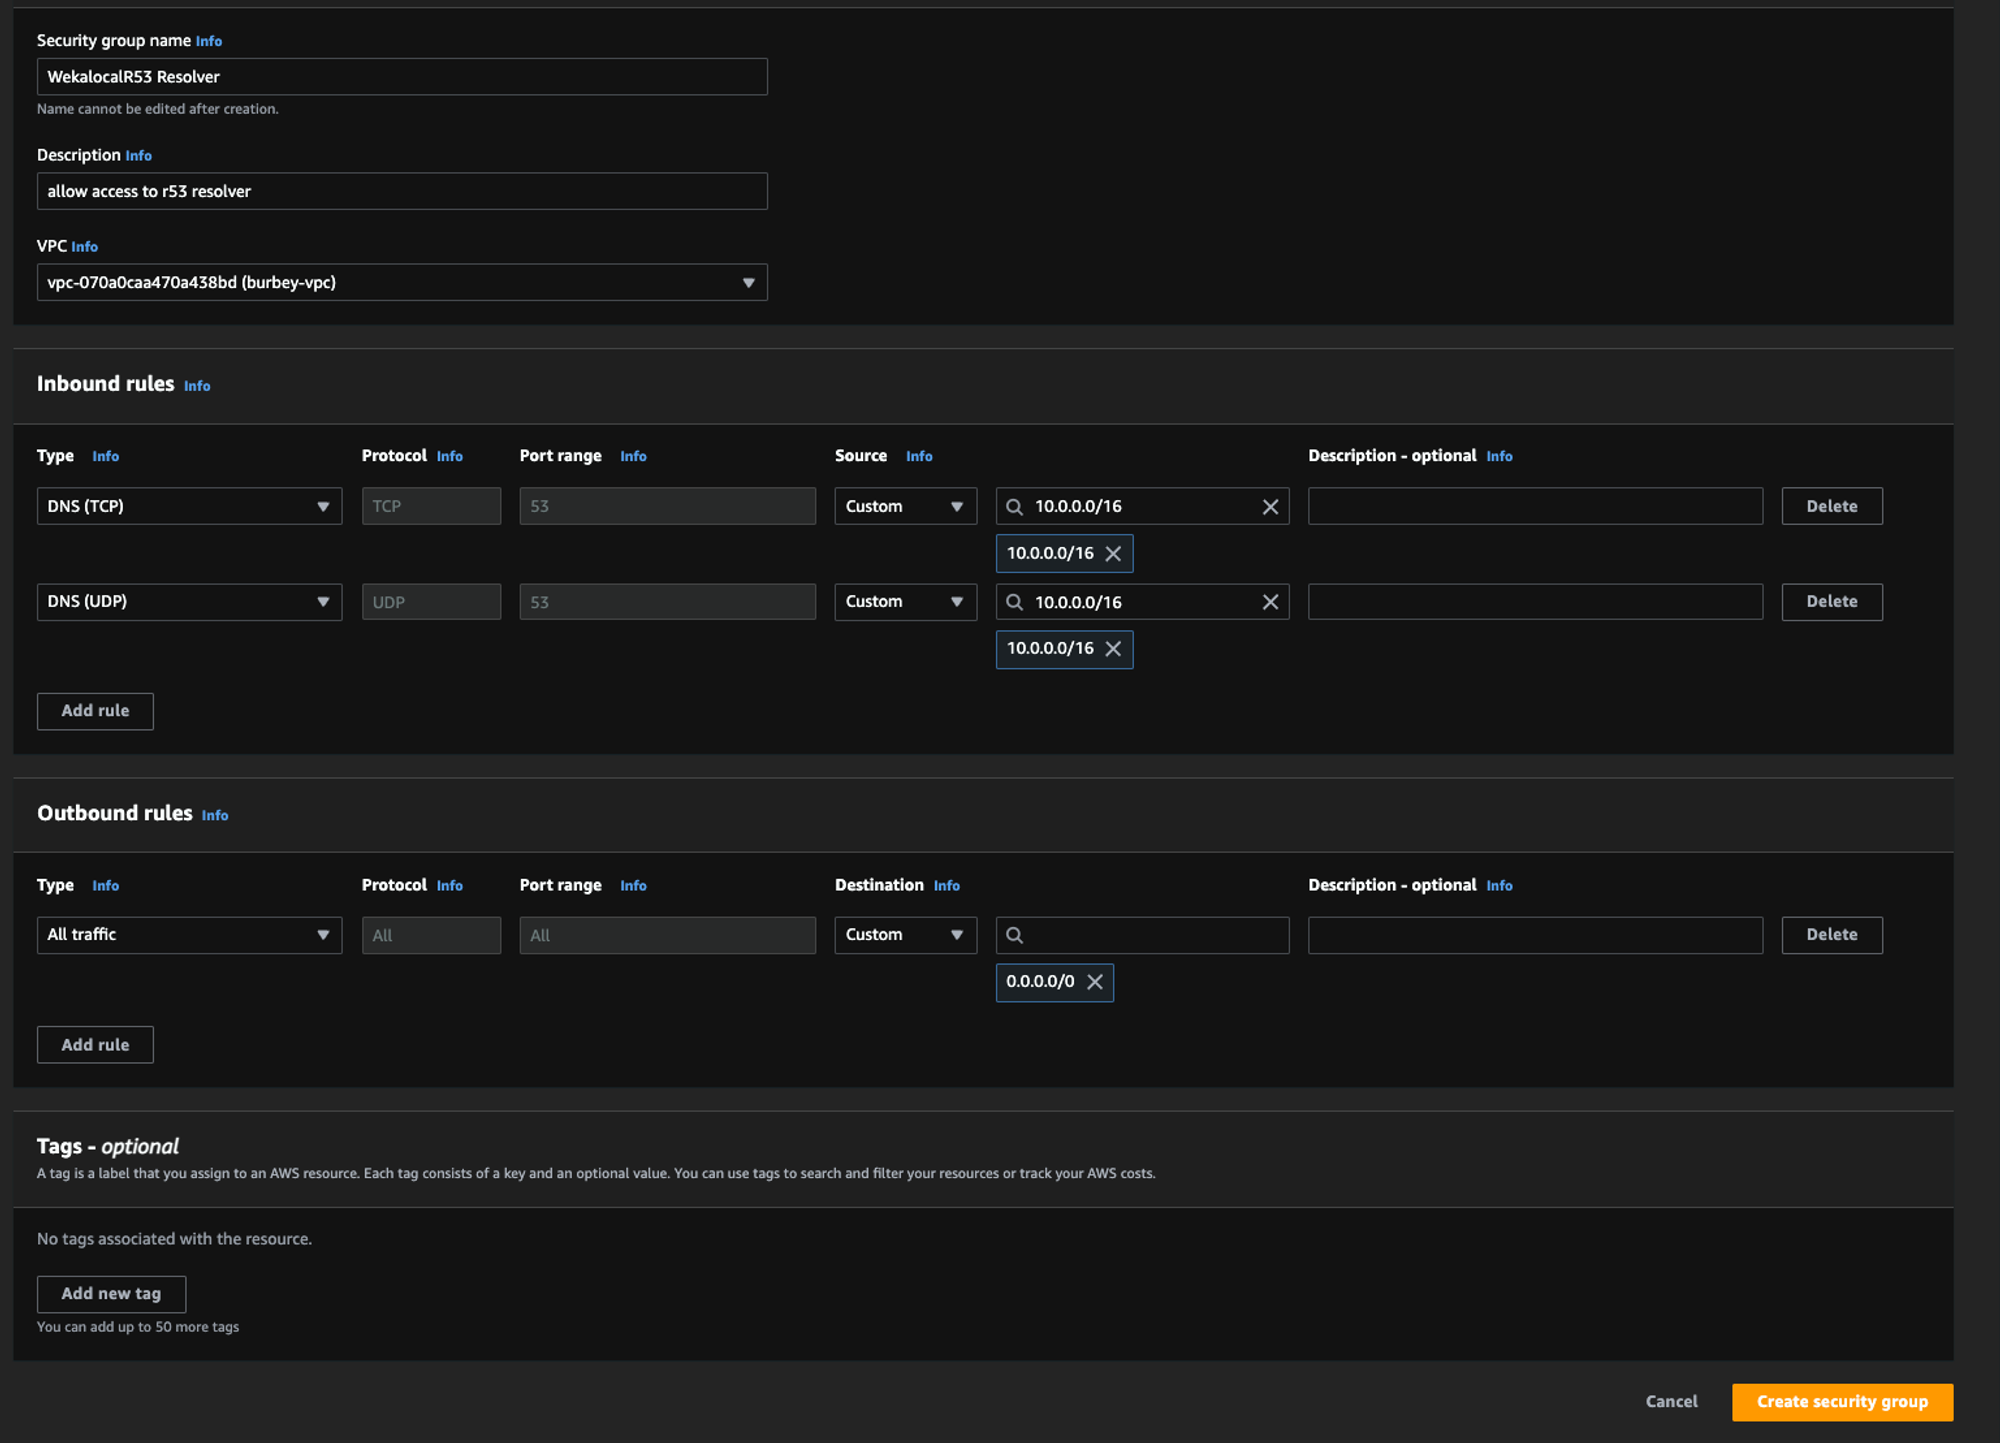 Security group name Info
WekalocalR53 Resolver
Name cannot be edited after creation.
Description Info
allow access to r53 resolver
VPC Info
vpc-070a0caa470a438bd (burbey-vpc)
Inbound rules Info
Type Info Protocol Info Port range Info Source Info Description - optional Info
DNS (TCP) TCP 53 Custom 10.0.0.0/16 Delete
10.0.0.0/16
DNS (UDP) UDP 53 Custom 10.0.0.0/16 Delete
10.0.0.0/16
Add rule
Outbound rules Info
Type Info Protocol Info Port range Info Destination Info Description - optional Info
All traffic All All Custom Delete
0.0.0.0/0
Add rule
Tags - optional
A tag is a label that you assign to an AWS resource. Each tag consists of a key and an optional value. You can use tags to search and filter your resources or track your AWS costs.
No tags associated with the resource.
Add new tag
You can add up to 50 more tags
Cancel Create security group